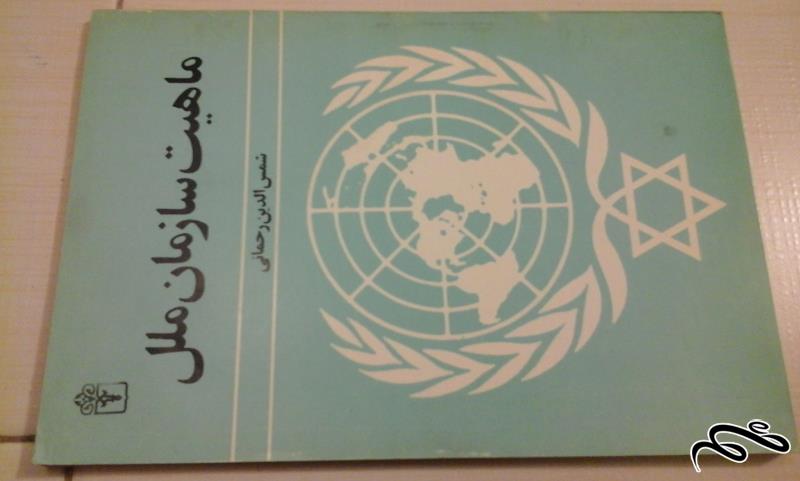 ماهیت سازمان ملل
شمس‌الدین رحمانی